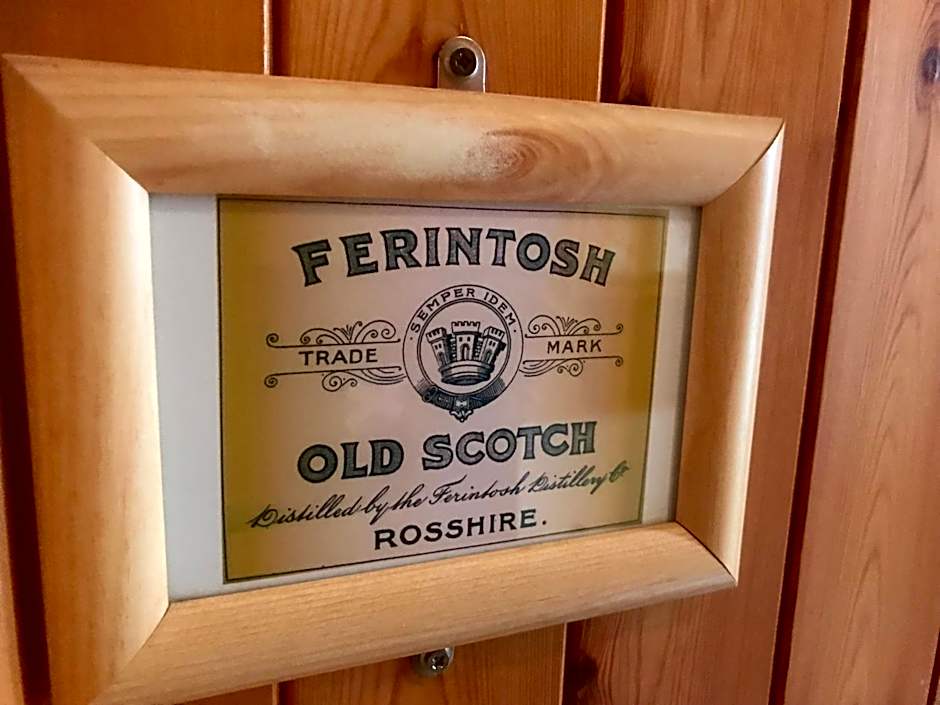 FERINTOSH
· SEMPER IDEM ·
TRADE MARK
OLD SCOTCH
Distilled by the Ferintosh Distillery Co
ROSSHIRE.